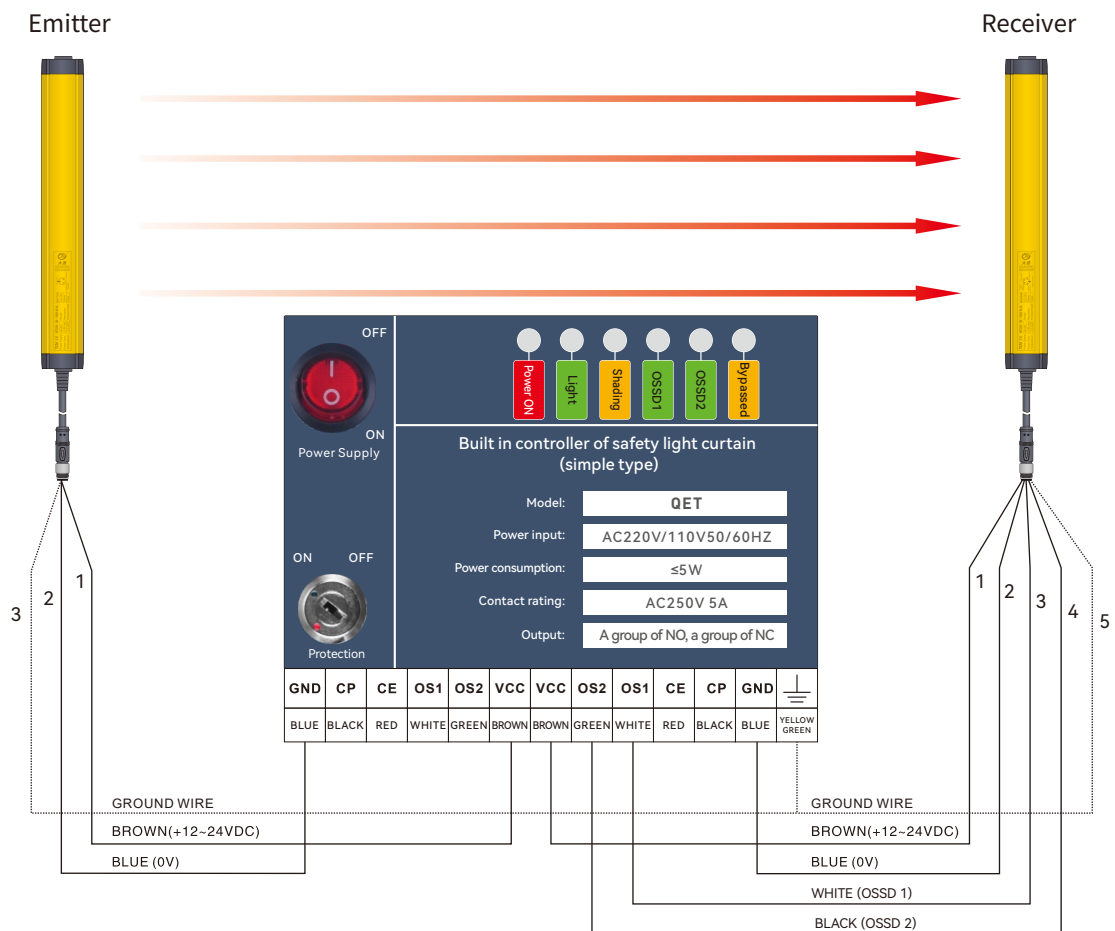 Emitter
Receiver
OFF
ON
Power Supply
ON OFF
Protection
Power ON
Light
Shading
OSSD1
OSSD2
Bypassed
Built in controller of safety light curtain
(simple type)
Model: QET
Power input: AC220V/110V50/60HZ
Power consumption: ≤5W
Contact rating: AC250V 5A
Output: A group of NO, a group of NC
GND CP CE OS1 OS2 VCC VCC OS2 OS1 CE CP GND
BLUE BLACK RED WHITE GREEN BROWN BROWN GREEN WHITE RED BLACK BLUE YELLOW
GREEN
3 2 1
1 2 3 4 5
GROUND WIRE
BROWN(+12~24VDC)
BLUE (0V)
GROUND WIRE
BROWN(+12~24VDC)
BLUE (0V)
WHITE (OSSD 1)
BLACK (OSSD 2)